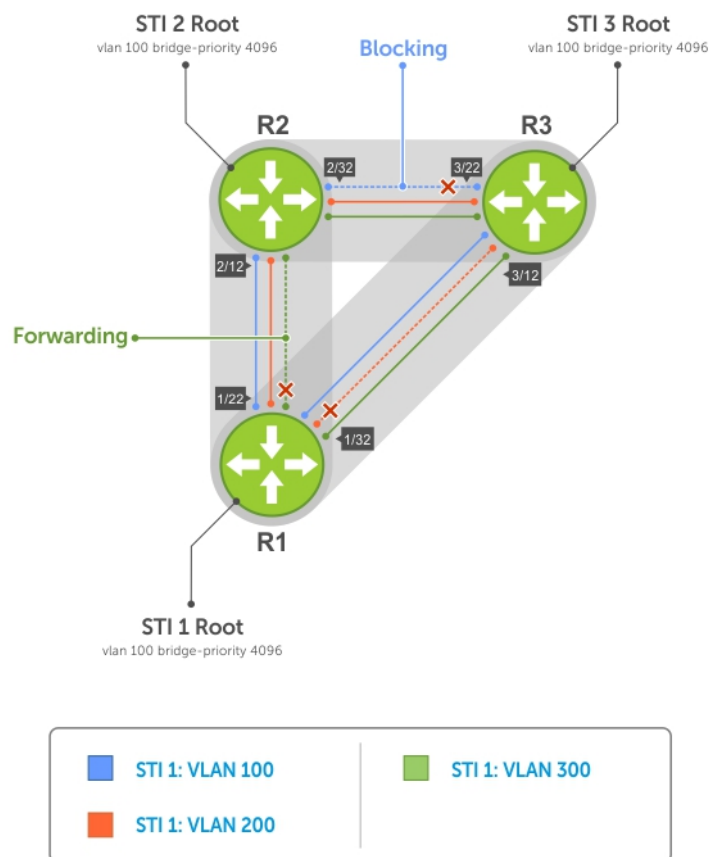 STI 2 Root
vlan 100 bridge-priority 4096
STI 3 Root
vlan 100 bridge-priority 4096
Blocking
R2
R3
2/32
3/22
2/12
3/12
Forwarding
1/22
1/32
R1
STI 1 Root
vlan 100 bridge-priority 4096
STI 1: VLAN 100
STI 1: VLAN 300
STI 1: VLAN 200